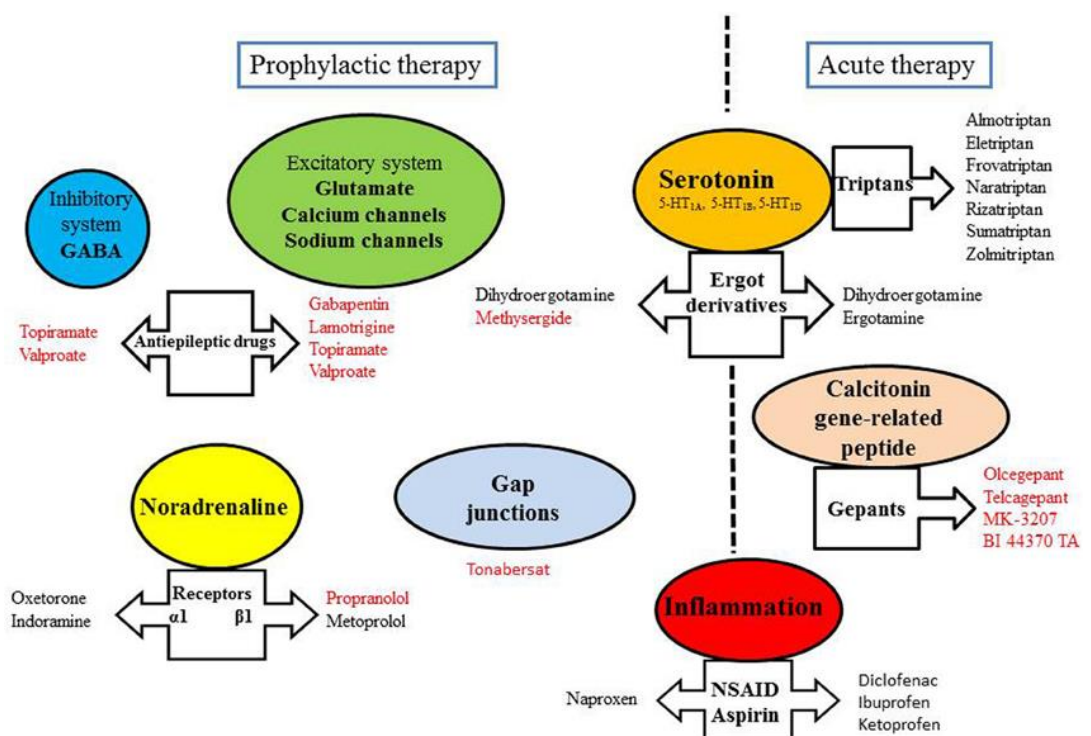 Prophylactic therapy
Acute therapy
Inhibitory system
GABA
Excitatory system
Glutamate
Calcium channels
Sodium channels
Topiramate
Valproate
Antiepileptic drugs
Gabapentin
Lamotrigine
Topiramate
Valproate
Serotonin
5-HT1A, 5-HT1B, 5-HT1D
Triptans
Almotriptan
Eletriptan
Frovatriptan
Naratriptan
Rizatriptan
Sumatriptan
Zolmitriptan
Dihydroergotamine
Methysergide
Ergot
derivatives
Dihydroergotamine
Ergotamine
Calcitonin
gene-related
peptide
Gepants
Olcegepant
Telcagepant
MK-3207
BI 44370 TA
Noradrenaline
Oxetorone
Indoramine
Receptors
α1 β1
Propranolol
Metoprolol
Gap
junctions
Tonabersat
Inflammation
Naproxen
NSAID
Aspirin
Diclofenac
Ibuprofen
Ketoprofen